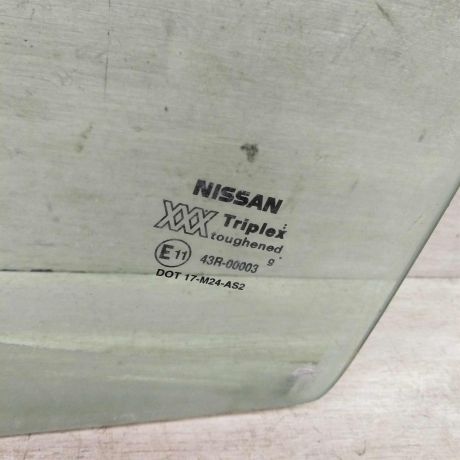 NISSAN
XXX Triplex
toughened
g
E11 43R-00003
DOT 17-M24-AS2